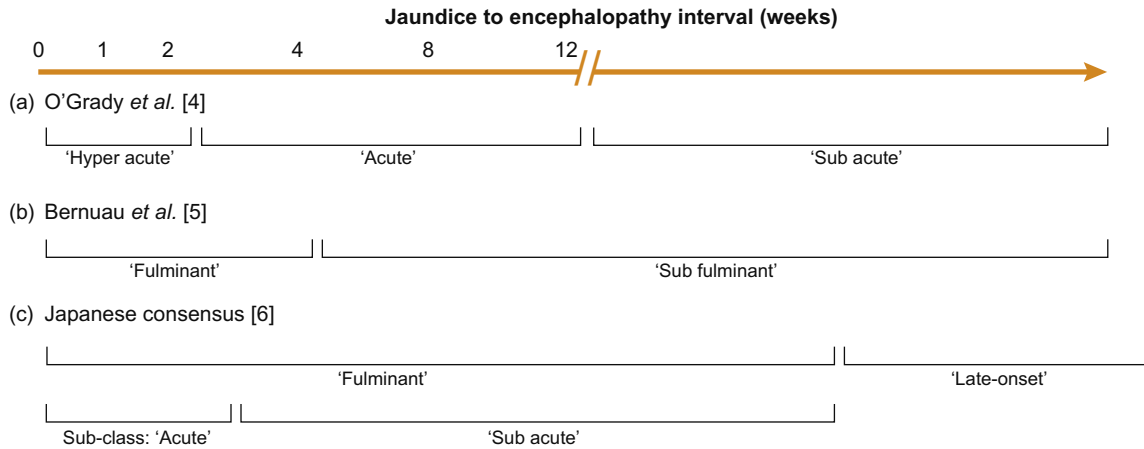 Jaundice to encephalopathy interval (weeks)
0 1 2 4 8 12
(a) O'Grady et al. [4]
'Hyper acute' 'Acute' 'Sub acute'
(b) Bernuau et al. [5]
'Fulminant' 'Sub fulminant'
(c) Japanese consensus [6]
'Fulminant' 'Late-onset'
Sub-class: 'Acute' 'Sub acute'